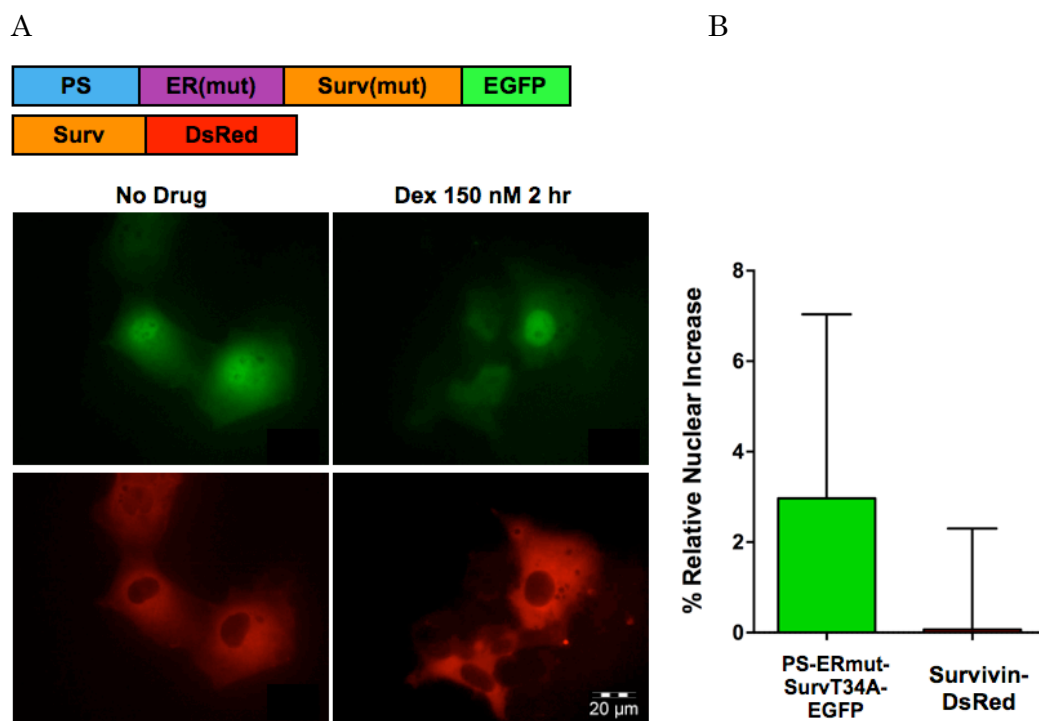 A
B
PS ER(mut) Surv(mut) EGFP
Surv DsRed
No Drug
Dex 150 nM 2 hr
20 µm
% Relative Nuclear Increase
8
6
4
2
0
PS-ERmut-
SurvT34A-
EGFP
Survivin-
DsRed